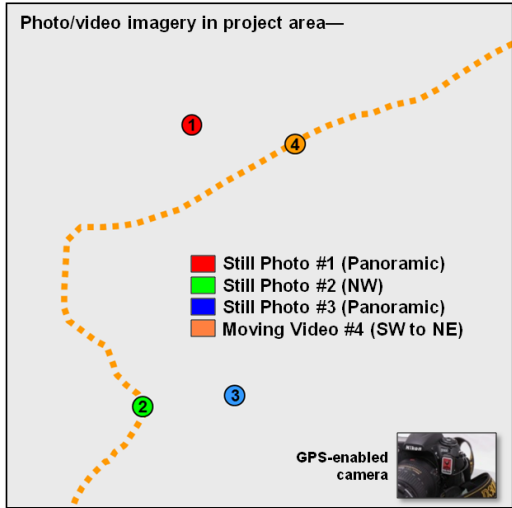 Photo/video imagery in project area—
1
4
Still Photo #1 (Panoramic)
Still Photo #2 (NW)
Still Photo #3 (Panoramic)
Moving Video #4 (SW to NE)
3
2
GPS-enabled
camera
Nikon